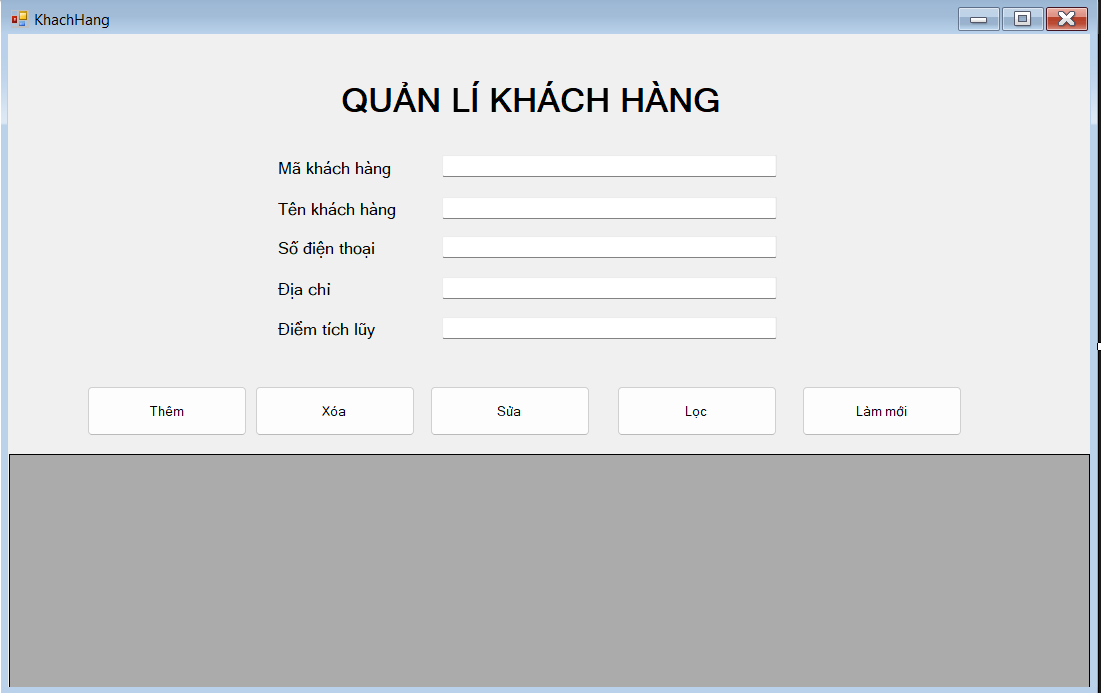 KhachHang
QUẢN LÍ KHÁCH HÀNG
Mã khách hàng
Tên khách hàng
Số điện thoại
Địa chỉ
Điểm tích lũy
Thêm Xóa Sửa Lọc Làm mới